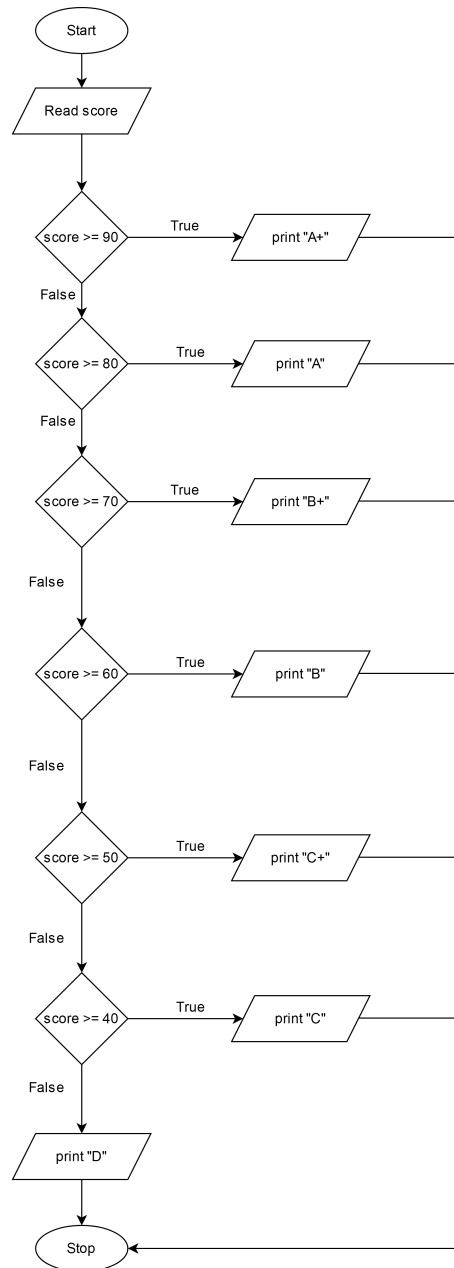 Start
Read score
score >= 90
True
print "A+"
False
score >= 80
True
print "A"
False
score >= 70
True
print "B+"
False
score >= 60
True
print "B"
False
score >= 50
True
print "C+"
False
score >= 40
True
print "C"
False
print "D"
Stop